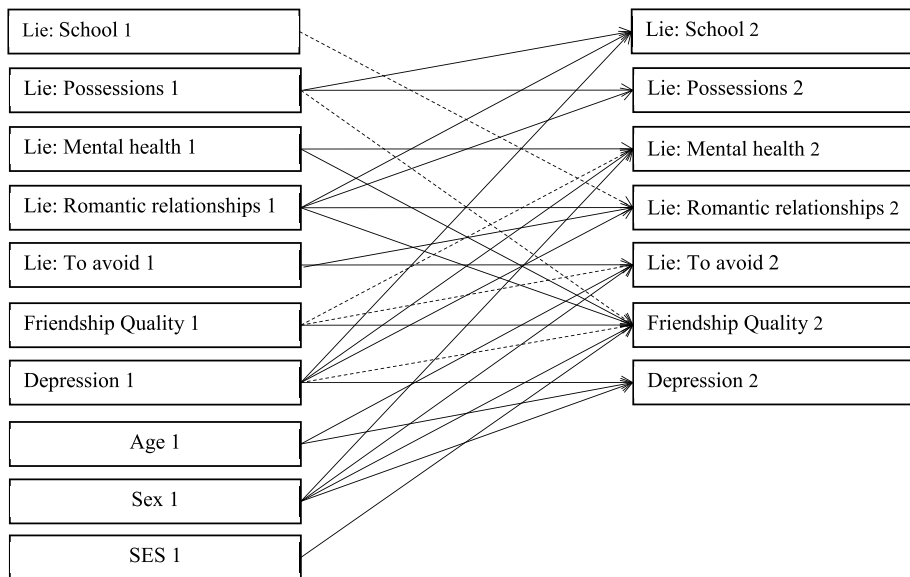 Lie: School 1
Lie: Possessions 1
Lie: Mental health 1
Lie: Romantic relationships 1
Lie: To avoid 1
Friendship Quality 1
Depression 1
Age 1
Sex 1
SES 1
Lie: School 2
Lie: Possessions 2
Lie: Mental health 2
Lie: Romantic relationships 2
Lie: To avoid 2
Friendship Quality 2
Depression 2